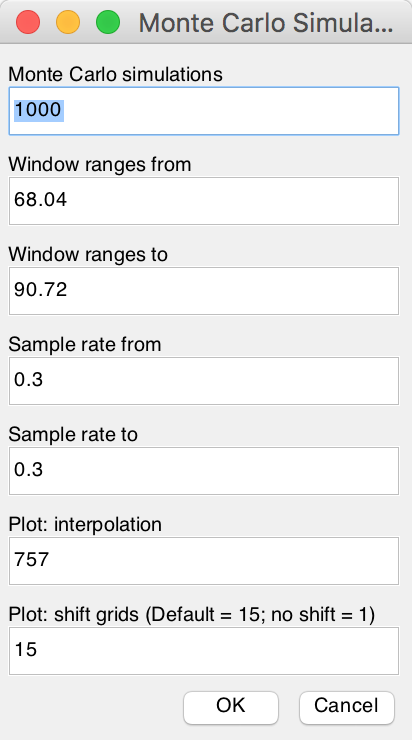 Monte Carlo Simula...
Monte Carlo simulations
1000
Window ranges from
68.04
Window ranges to
90.72
Sample rate from
0.3
Sample rate to
0.3
Plot: interpolation
757
Plot: shift grids (Default = 15; no shift = 1)
15
OK Cancel